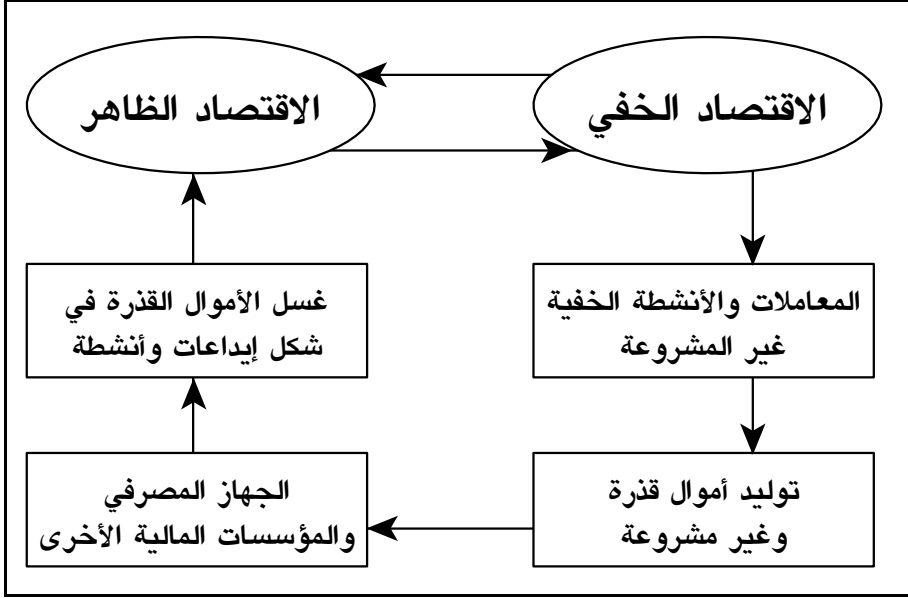 الاقتصاد الخفي
الاقتصاد الظاهر
المعاملات والأنشطة الخفية
غير المشروعة
غسل الأموال القذرة في
شكل إيداعات وأنشطة
توليد أموال قذرة
وغير مشروعة
الجهاز المصرفي
والمؤسسات المالية الأخرى